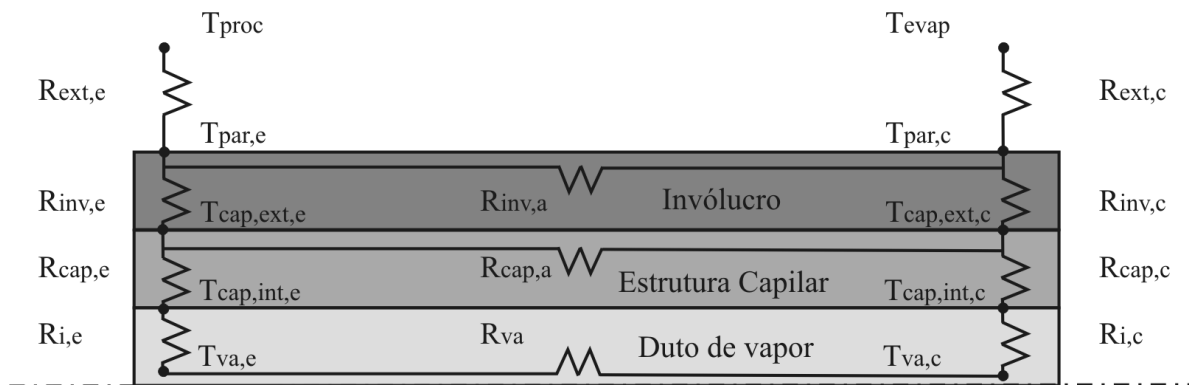 Tproc Tevap
Rext,e Rext,c
Tpar,e Tpar,c
Rinv,e Tcap,ext,e Rinv,a Invólucro Tcap,ext,c Rinv,c
Rcap,e Tcap,int,e Rcap,a Estrutura Capilar Tcap,int,c Rcap,c
Ri,e Tva,e Rva Duto de vapor Tva,c Ri,c